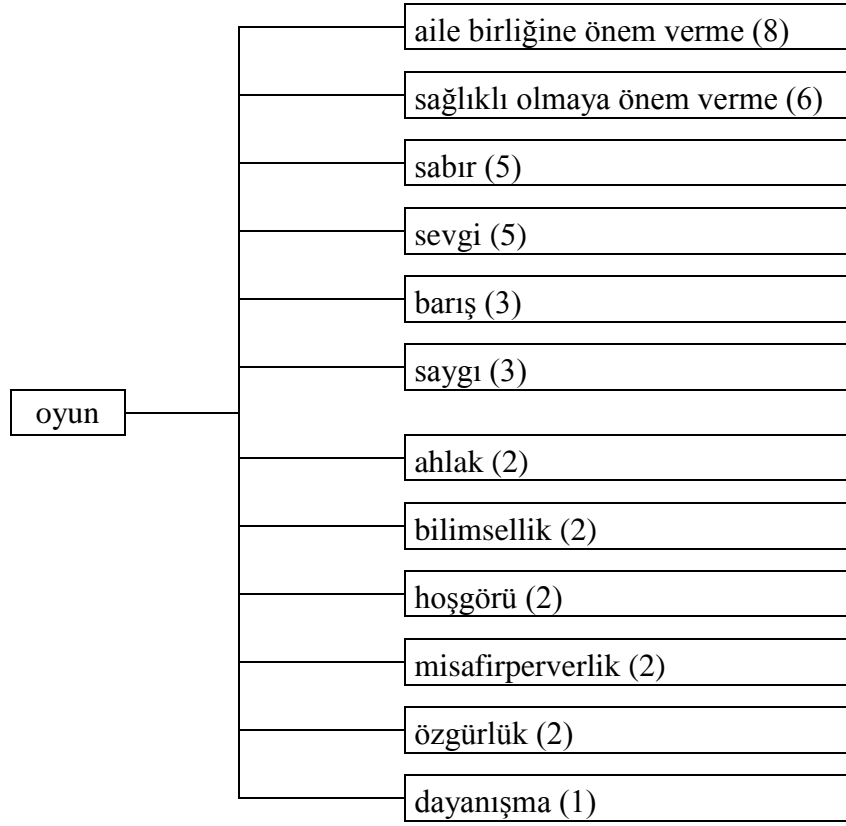 aile birliğine önem verme (8)
sağlıklı olmaya önem verme (6)
sabır (5)
sevgi (5)
barış (3)
saygı (3)
oyun
ahlak (2)
bilimsellik (2)
hoşgörü (2)
misafirperverlik (2)
özgürlük (2)
dayanışma (1)